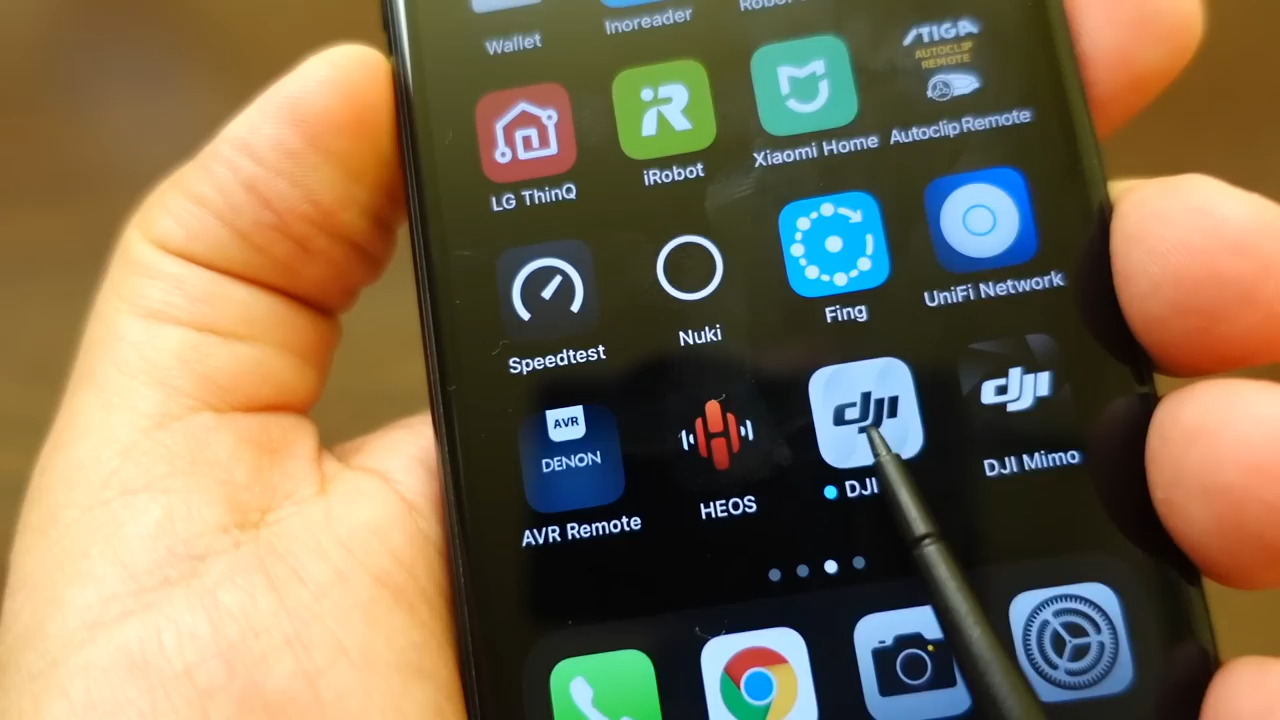 Wallet
Inoreader
STIGA
AUTOCLIP
REMOTE
LG ThinQ
iRobot
Xiaomi Home
Autoclip Remote
Speedtest
Nuki
Fing
UniFi Network
AVR
DENON
dji
dji
AVR Remote
HEOS
DJI
DJI Mimo